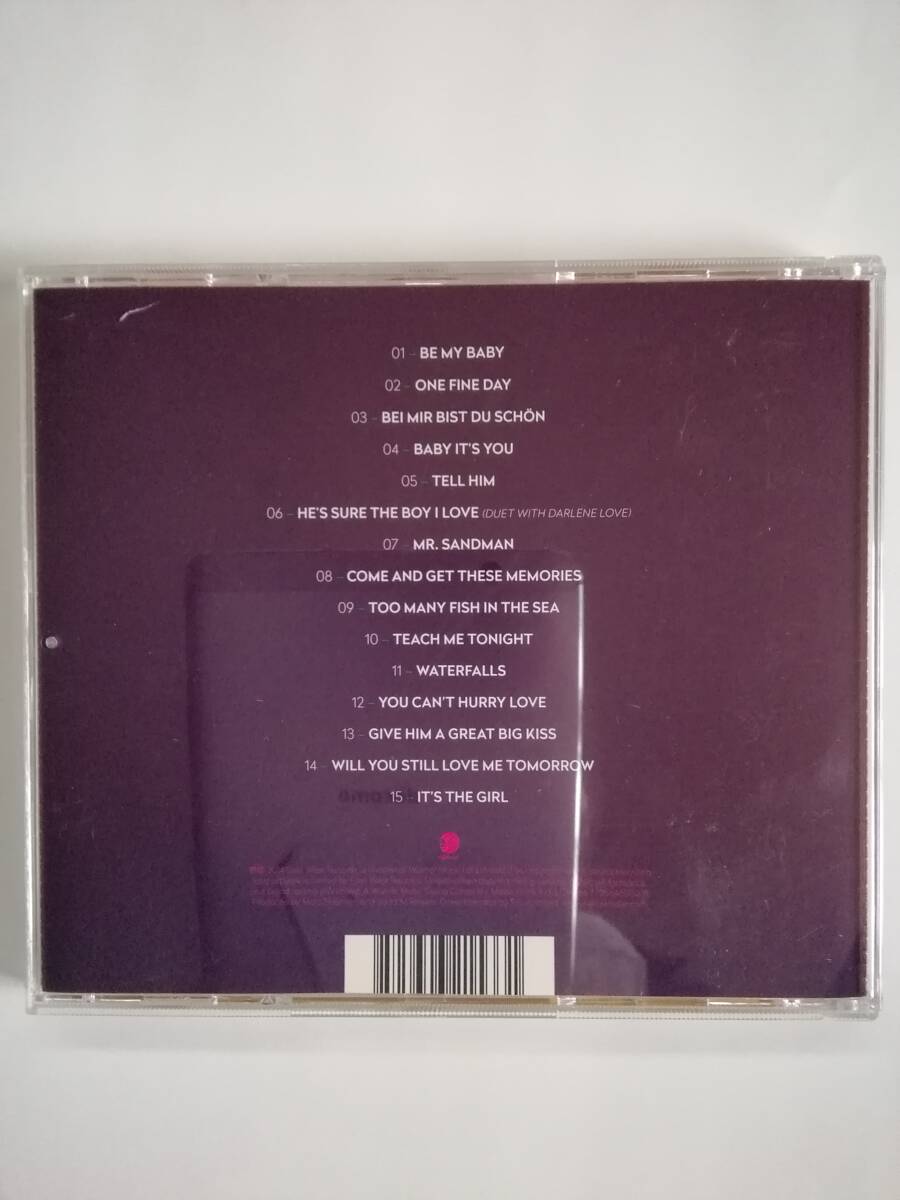 01 – BE MY BABY
02 – ONE FINE DAY
03 – BEI MIR BIST DU SCHÖN
04 – BABY IT'S YOU
05 – TELL HIM
06 – HE'S SURE THE BOY I LOVE (DUET WITH DARLENE LOVE)
07 – MR. SANDMAN
08 – COME AND GET THESE MEMORIES
09 – TOO MANY FISH IN THE SEA
10 – TEACH ME TONIGHT
11 – WATERFALLS
12 – YOU CAN'T HURRY LOVE
13 – GIVE HIM A GREAT BIG KISS
14 – WILL YOU STILL LOVE ME TOMORROW
15 – IT'S THE GIRL